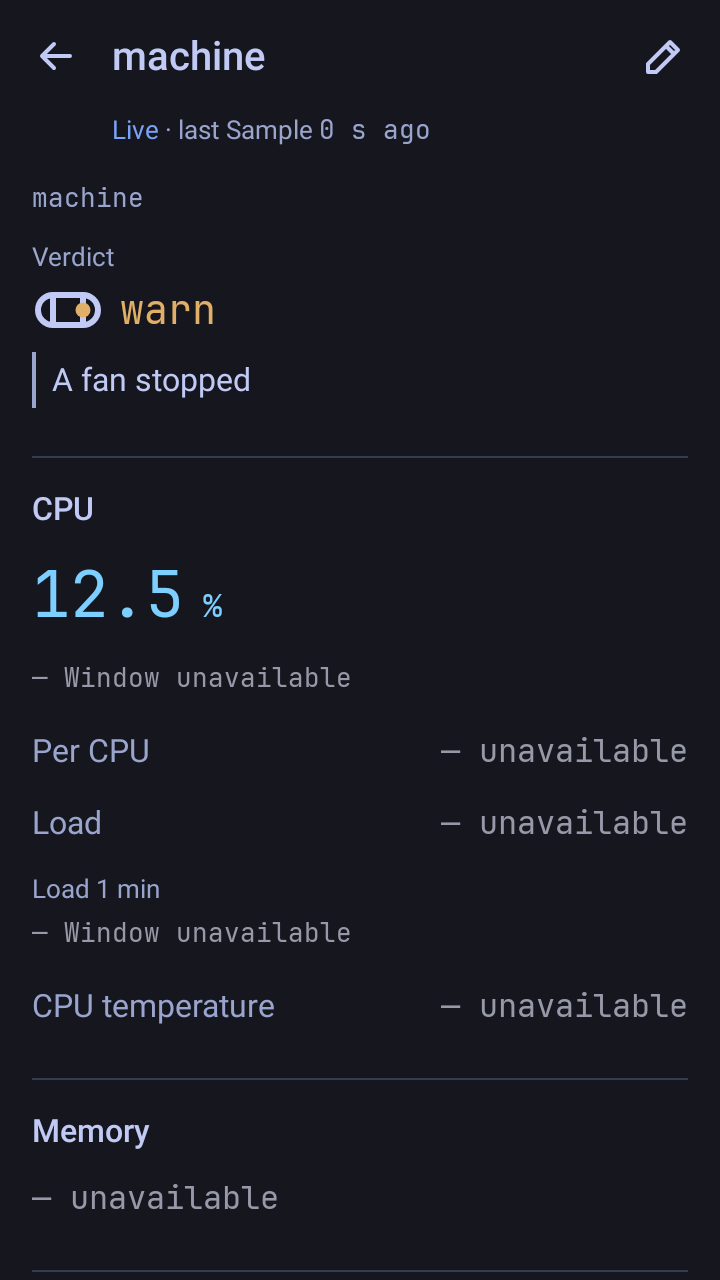 machine
Live · last Sample 0 s ago
machine
Verdict
warn
A fan stopped
CPU
12.5 %
— Window unavailable
Per CPU — unavailable
Load — unavailable
Load 1 min
— Window unavailable
CPU temperature — unavailable
Memory
— unavailable